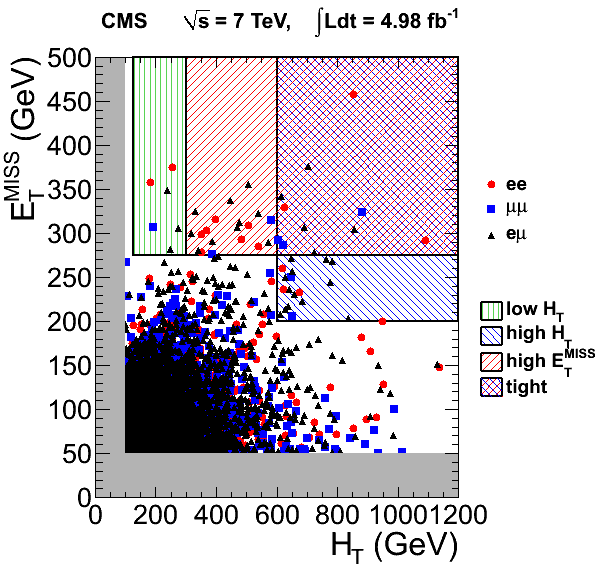 CMS √s = 7 TeV, ∫Ldt = 4.98 fb⁻¹
E_T^MISS (GeV)
500
450
400
350
300
250
200
150
100
50
0
0 200 400 600 800 1000 1200
H_T (GeV)
ee
μμ
eμ
low H_T
high H_T
high E_T^MISS
tight